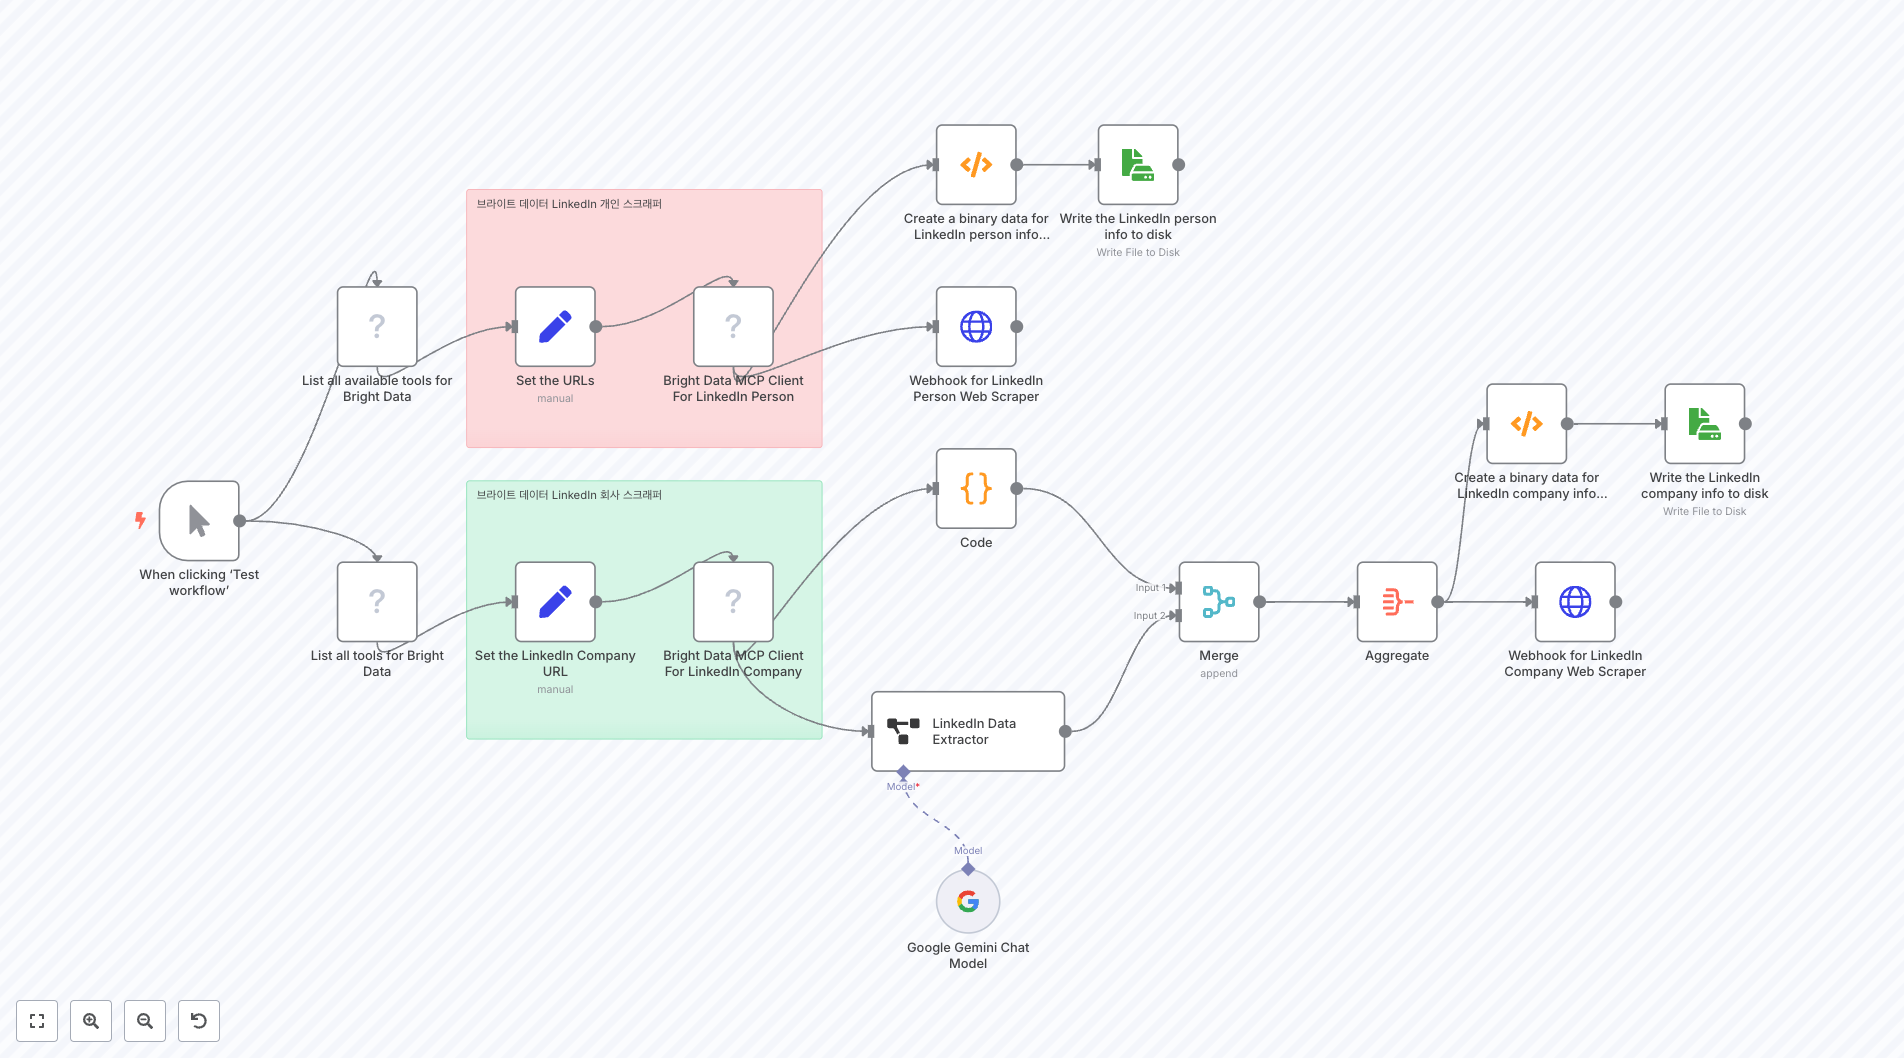 Create a binary data for
LinkedIn person info...
Write the LinkedIn person
info to disk
Write File to Disk
브라이트 데이터 LinkedIn 개인 스크래퍼
?
List all available tools for
Bright Data
Set the URLs
manual
?
Bright Data MCP Client
For LinkedIn Person
Webhook for LinkedIn
Person Web Scraper
When clicking ‘Test
workflow’
브라이트 데이터 LinkedIn 회사 스크래퍼
?
List all tools for Bright
Data
Set the LinkedIn Company
URL
manual
?
Bright Data MCP Client
For LinkedIn Company
Code
LinkedIn Data
Extractor
Model*
Model
Google Gemini Chat
Model
Input 1
Input 2
Merge
append
Aggregate
Create a binary data for
LinkedIn company info...
Write the LinkedIn
company info to disk
Write File to Disk
Webhook for LinkedIn
Company Web Scraper